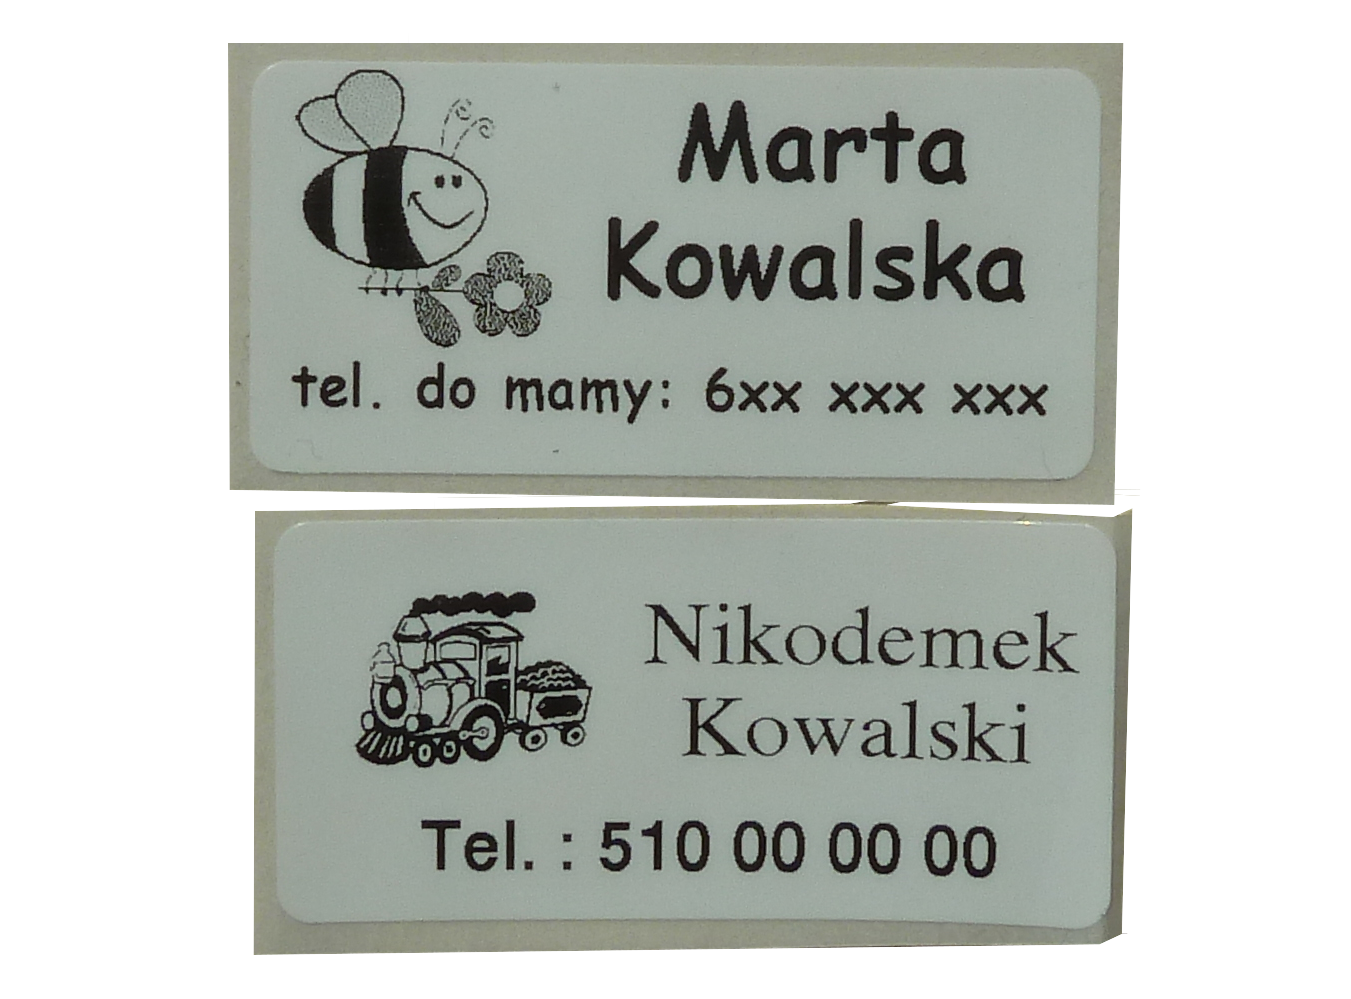 Marta
Kowalska
tel. do mamy: 6xx xxx xxx
Nikodemek
Kowalski
Tel. : 510 00 00 00